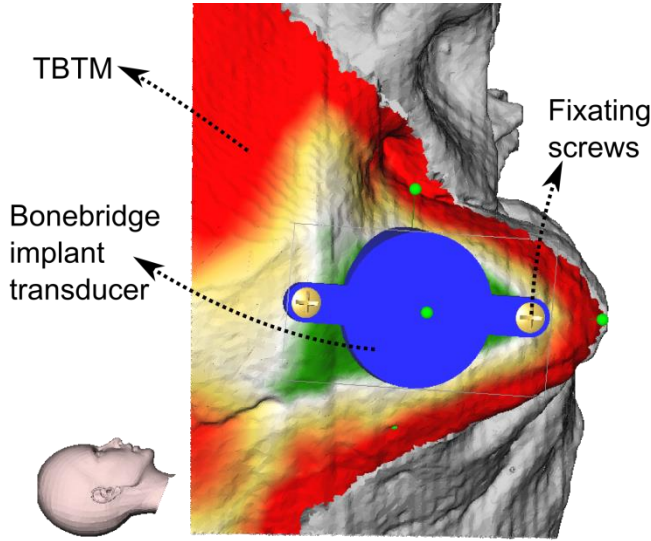 TBTM
Fixating
screws
Bonebridge
implant
transducer